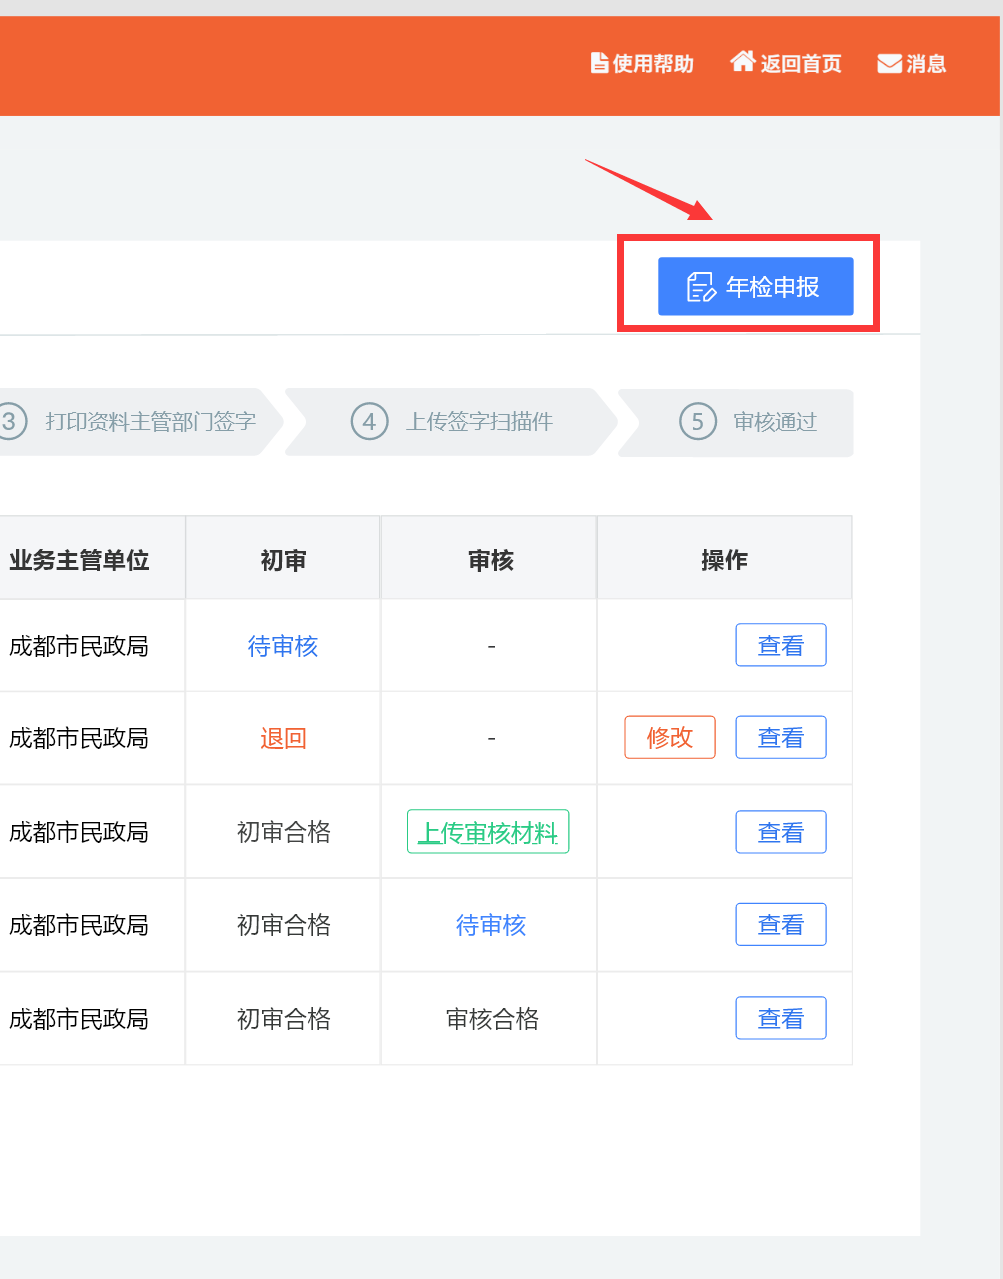 使用帮助 返回首页 消息
年检申报
3 打印资料主管部门签字 4 上传签字扫描件 5 审核通过
业务主管单位 初审 审核 操作
成都市民政局 待审核 - 查看
成都市民政局 退回 - 修改 查看
成都市民政局 初审合格 上传审核材料 查看
成都市民政局 初审合格 待审核 查看
成都市民政局 初审合格 审核合格 查看